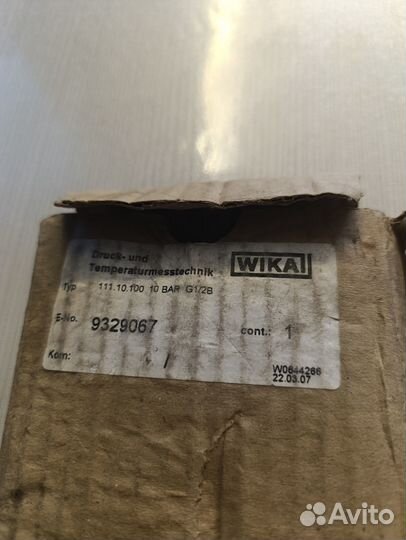 Druck- und
Temperaturmesstechnik
WIKA
Typ 111.10.100 10 BAR G1/2B
E-No. 9329067 cont.: 1
Kom:
W0644266
22.03.07
Avito